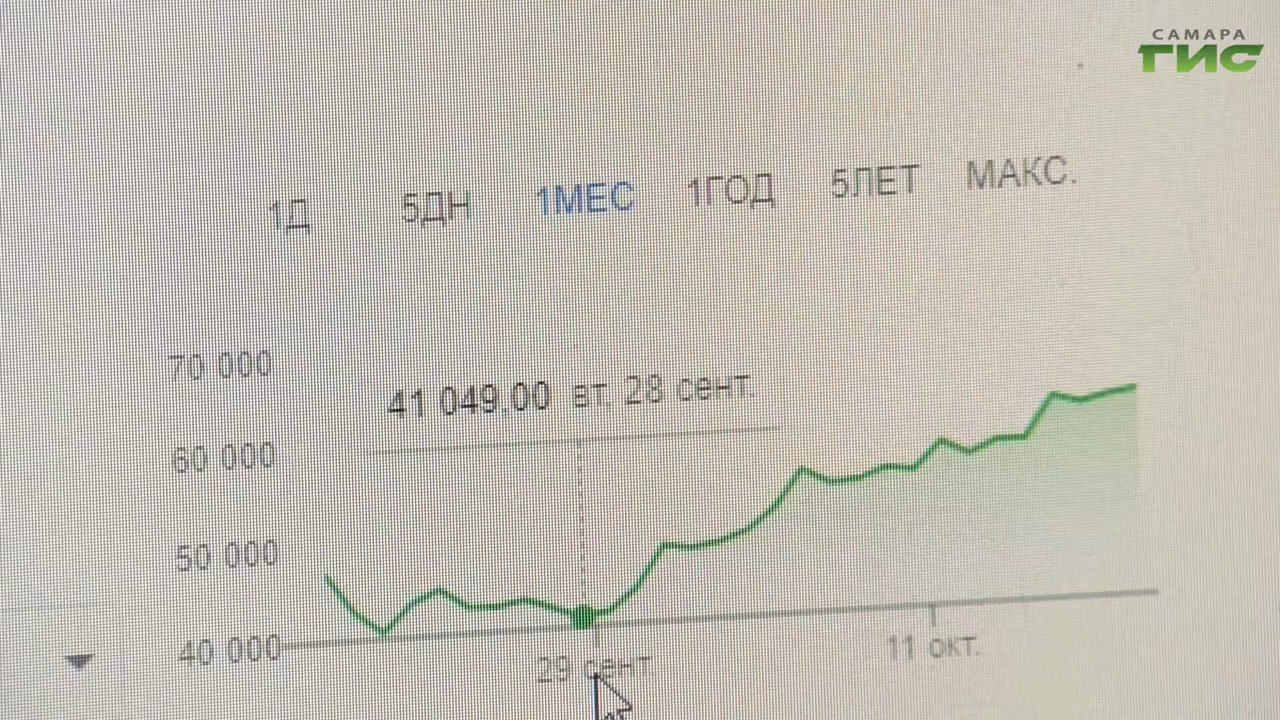 САМАРА
ГИС
1Д 5ДН 1МЕС 1ГОД 5ЛЕТ МАКС.
70 000
41 049.00 вт, 28 сент.
60 000
50 000
40 000
29 сент.
11 окт.